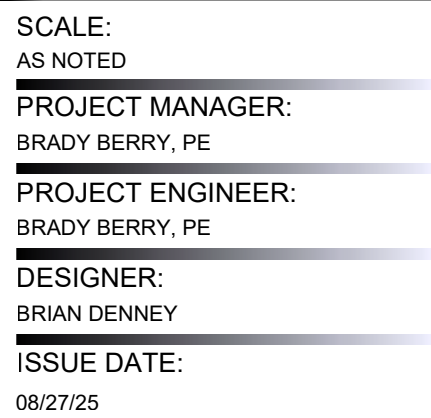 SCALE:
AS NOTED
PROJECT MANAGER:
BRADY BERRY, PE
PROJECT ENGINEER:
BRADY BERRY, PE
DESIGNER:
BRIAN DENNEY
ISSUE DATE:
08/27/25